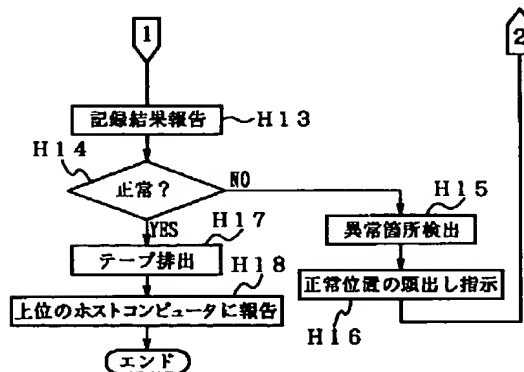 1
2
記録結果報告
H13
H14
正常?
NO
YES
H15
異常箇所検出
H17
テープ排出
H18
正常位置の頭出し指示
H16
上位のホストコンピュータに報告
エンド